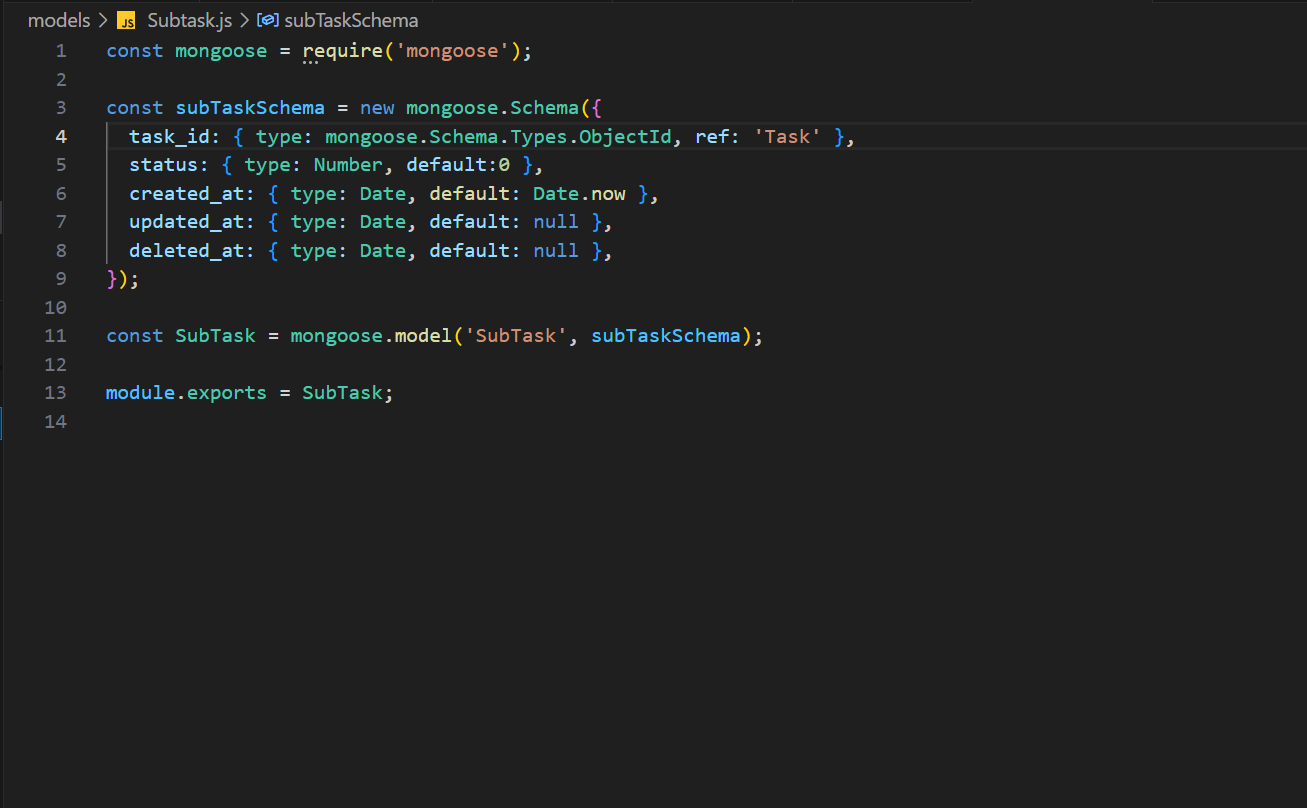 models > JS Subtask.js > subTaskSchema
1 const mongoose = require('mongoose');
2
3 const subTaskSchema = new mongoose.Schema({
4   task_id: { type: mongoose.Schema.Types.ObjectId, ref: 'Task' },
5   status: { type: Number, default:0 },
6   created_at: { type: Date, default: Date.now },
7   updated_at: { type: Date, default: null },
8   deleted_at: { type: Date, default: null },
9 });
10
11 const SubTask = mongoose.model('SubTask', subTaskSchema);
12
13 module.exports = SubTask;
14